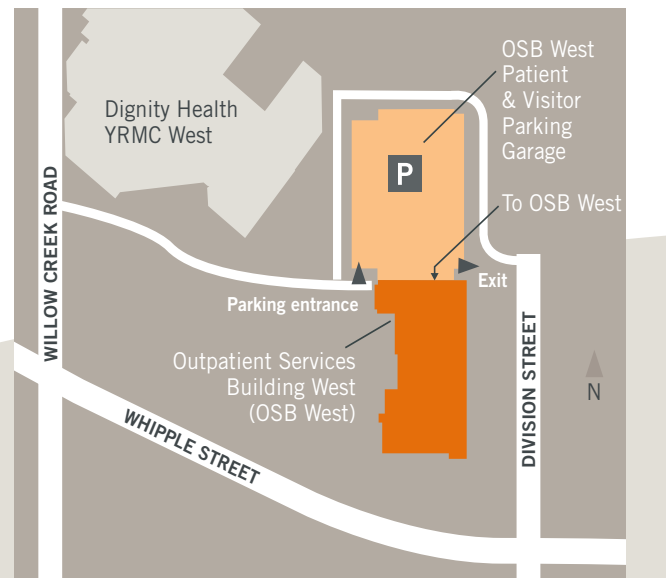 OSB West
Patient
& Visitor
Parking
Garage
Dignity Health
YRMC West
P
To OSB West
WILLOW CREEK ROAD
Exit
Parking entrance
Outpatient Services
Building West
(OSB West)
N
DIVISION STREET
WHIPPLE STREET